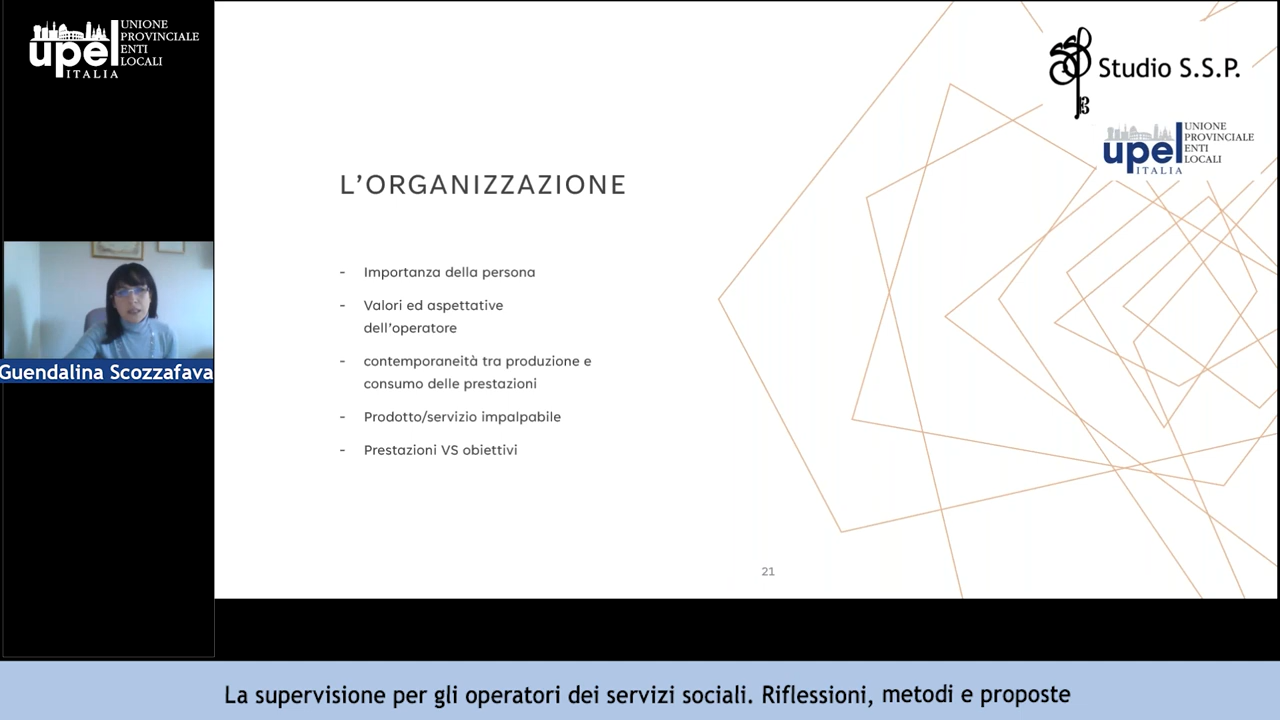 UNIONE
PROVINCIALE
ENTI
LOCALI
upel
ITALIA
Studio S.S.P.
UNIONE
PROVINCIALE
ENTI
LOCALI
upel
ITALIA
L’ORGANIZZAZIONE
- Importanza della persona
- Valori ed aspettative
dell’operatore
- contemporaneità tra produzione e
consumo delle prestazioni
- Prodotto/servizio impalpabile
- Prestazioni VS obiettivi
Guendalina Scozzafava
21
La supervisione per gli operatori dei servizi sociali. Riflessioni, metodi e proposte